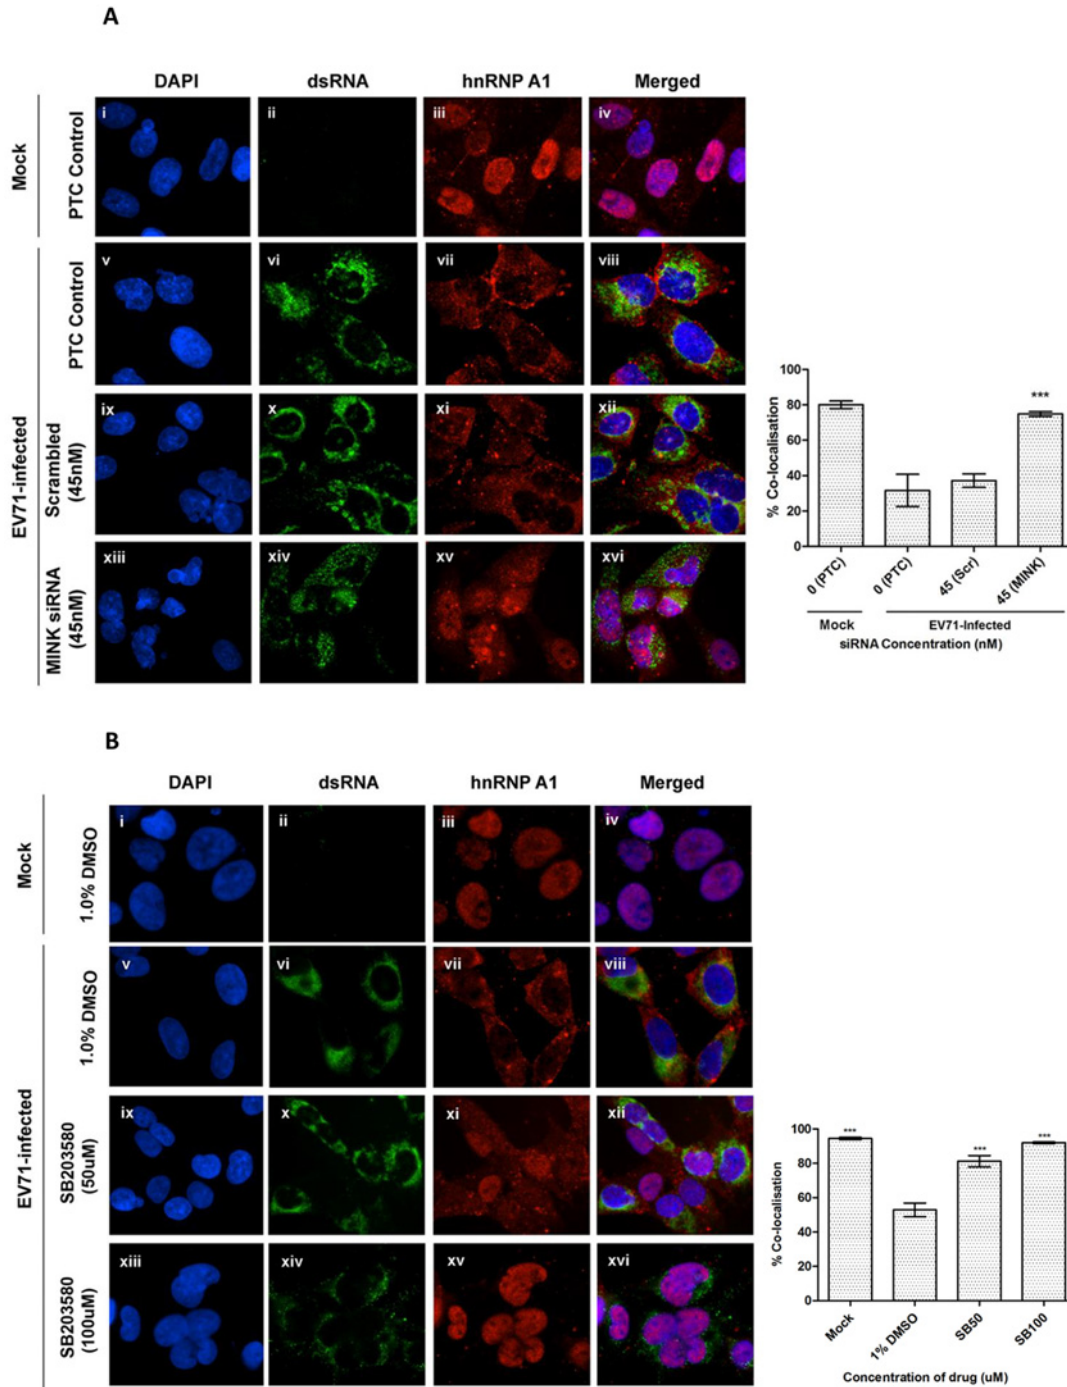 A
DAPI dsRNA hnRNP A1 Merged
Mock
PTC Control
i ii iii iv
EV71-infected
PTC Control
v vi vii viii
Scrambled
(45nM)
ix x xi xii
MINK siRNA
(45nM)
xiii xiv xv xvi
% Co-localisation
100
80
60
40
20
0
***
0 (PTC) 0 (PTC) 45 (Scr) 45 (MINK)
Mock EV71-Infected
siRNA Concentration (nM)
B
DAPI dsRNA hnRNP A1 Merged
Mock
1.0% DMSO
i ii iii iv
EV71-infected
1.0% DMSO
v vi vii viii
SB203580
(50uM)
ix x xi xii
SB203580
(100uM)
xiii xiv xv xvi
% Co-localisation
100
80
60
40
20
0
*** *** ***
Mock 1% DMSO SB50 SB100
Concentration of drug (uM)